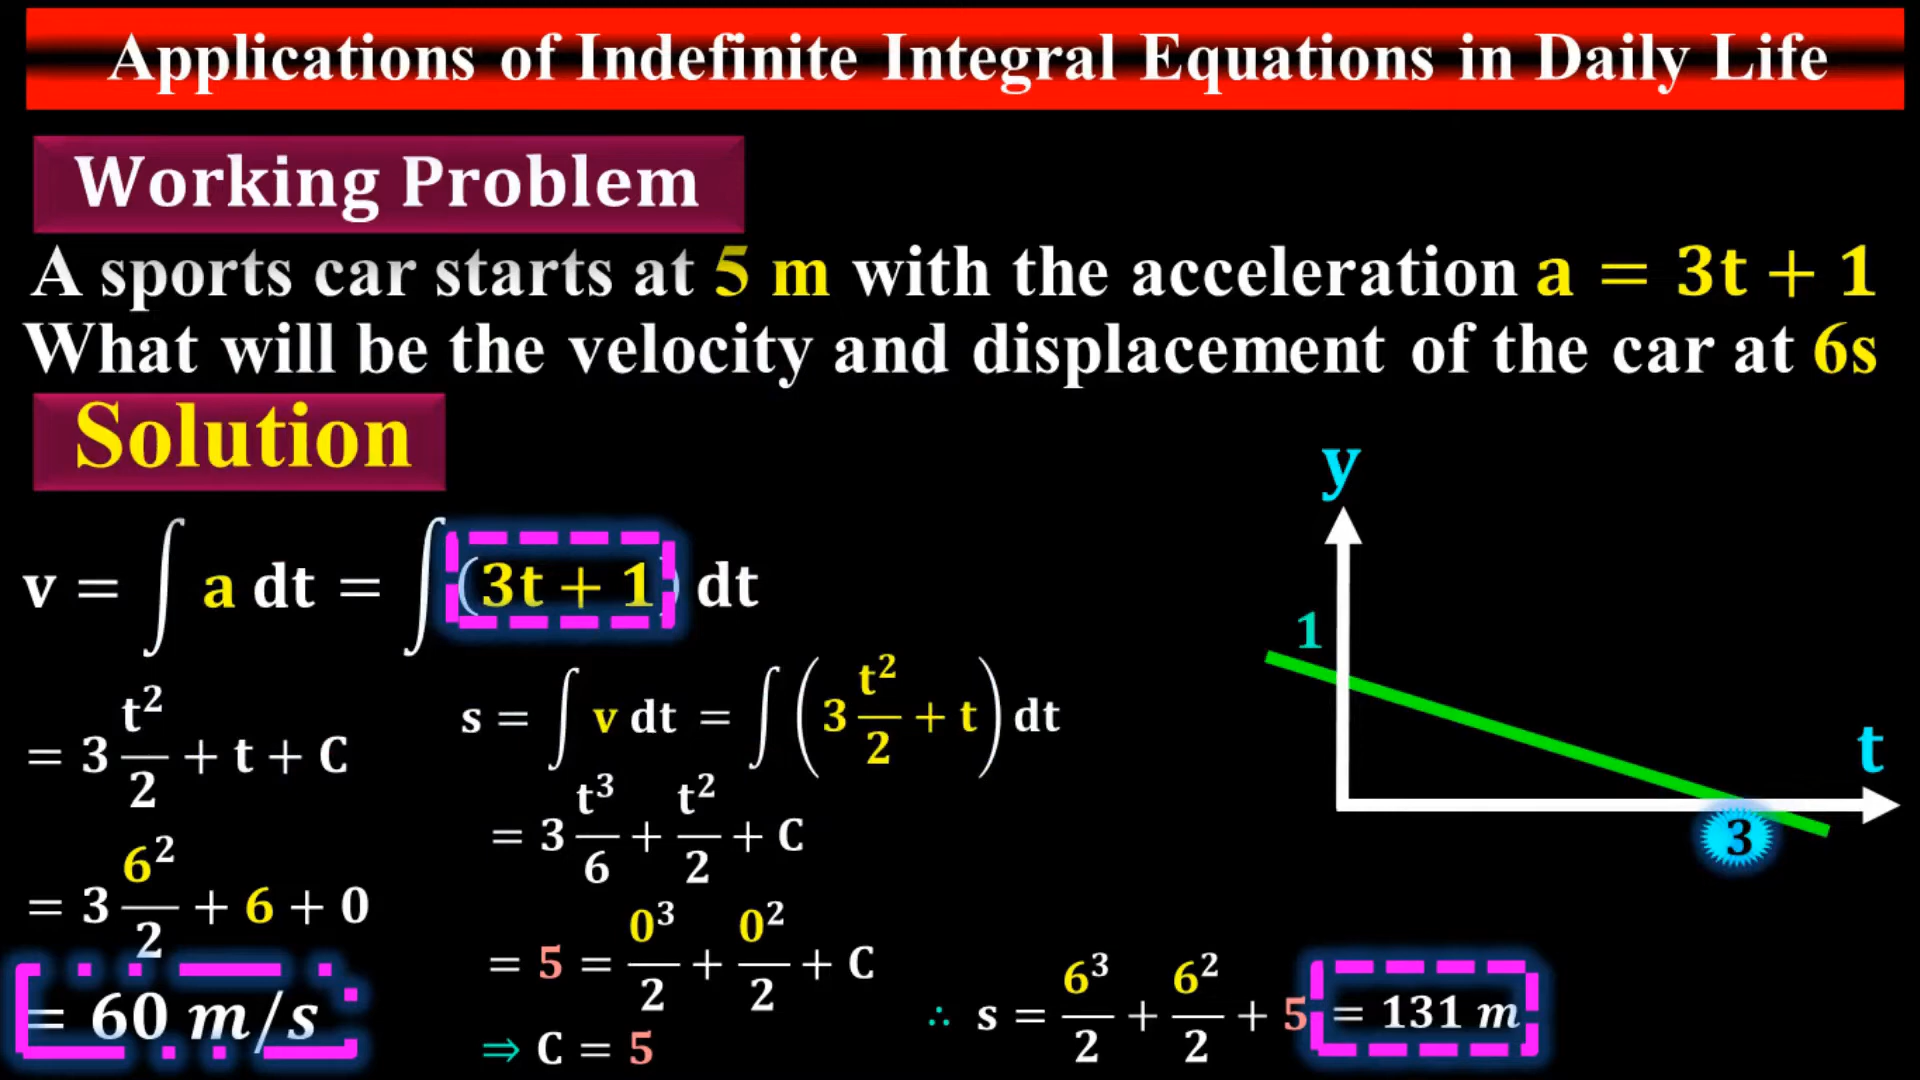 Applications of Indefinite Integral Equations in Daily Life
Working Problem
A sports car starts at 5 m with the acceleration a = 3t + 1
What will be the velocity and displacement of the car at 6s
Solution
v = ∫ a dt = ∫ (3t + 1) dt
= 3 t²/2 + t + C
= 3 6²/2 + 6 + 0
= 60 m/s
s = ∫ v dt = ∫ (3 t²/2 + t) dt
= 3 t³/6 + t²/2 + C
= 5 = 0³/2 + 0²/2 + C
⇒ C = 5
∴ s = 6³/2 + 6²/2 + 5 = 131 m
y
1
t
3